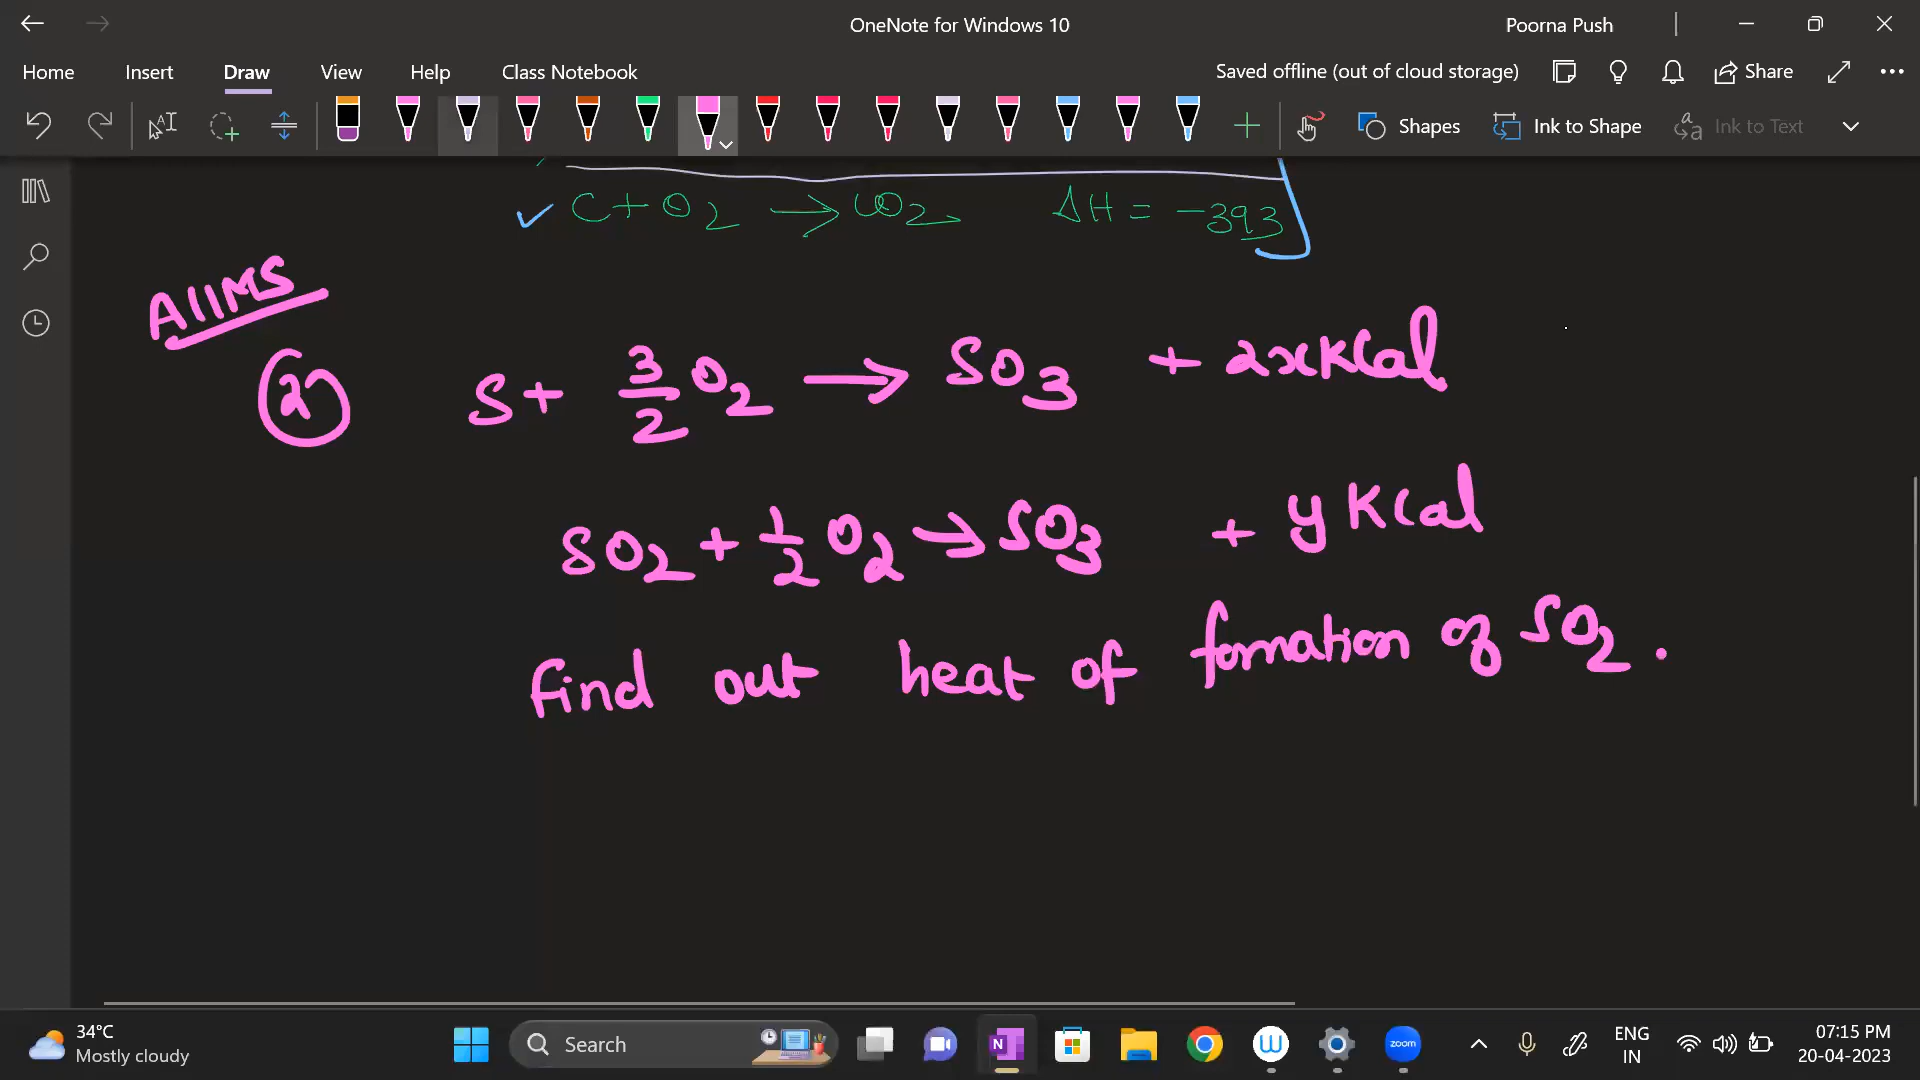 OneNote for Windows 10
Poorna Push
Home Insert Draw View Help Class Notebook
Saved offline (out of cloud storage)
Share
Shapes
Ink to Shape
Ink to Text
C + O2 → CO2 ΔH = -393
AIIMS
2 S + 3/2 O2 → SO3 + 2x KCal
SO2 + 1/2 O2 → SO3 + y KCal
find out heat of formation of SO2.
34°C
Mostly cloudy
Search
zoom
ENG
IN
07:15 PM
20-04-2023